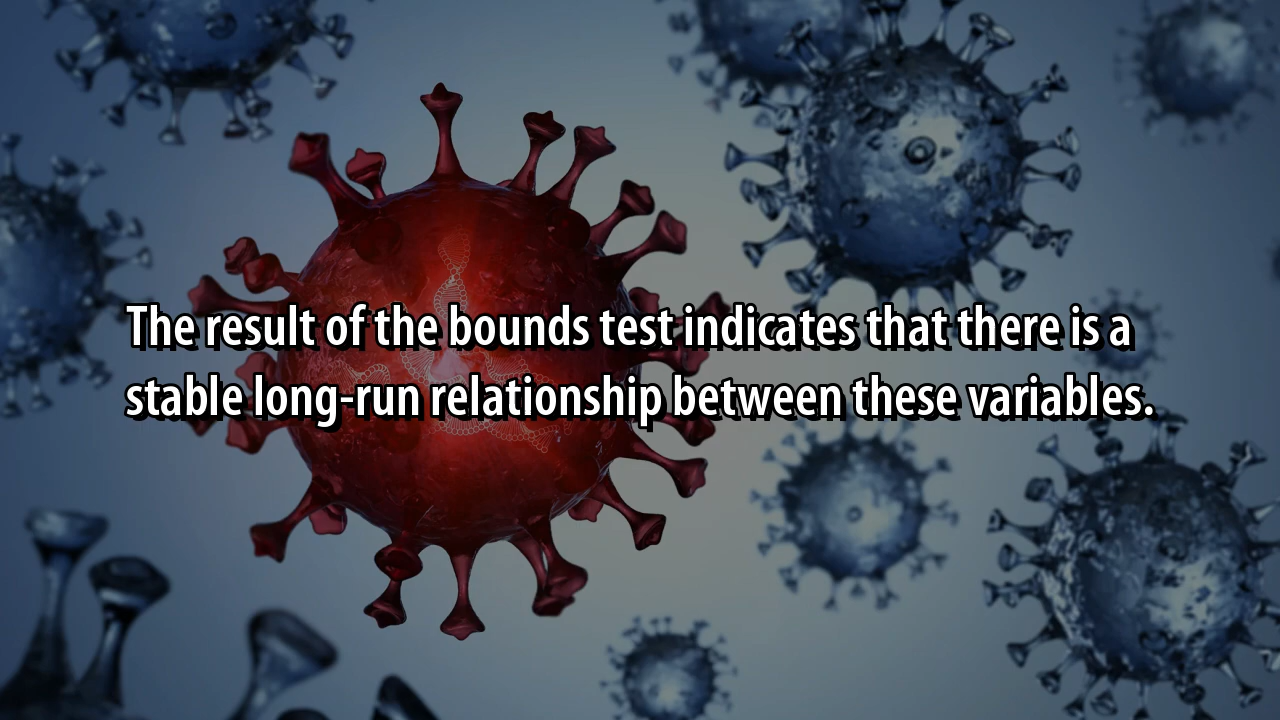 The result of the bounds test indicates that there is a
stable long-run relationship between these variables.